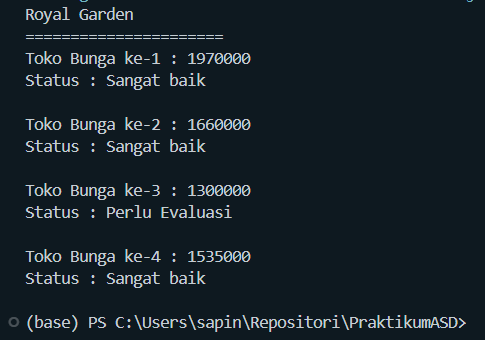 Royal Garden
======================
Toko Bunga ke-1 : 1970000
Status : Sangat baik
Toko Bunga ke-2 : 1660000
Status : Sangat baik
Toko Bunga ke-3 : 1300000
Status : Perlu Evaluasi
Toko Bunga ke-4 : 1535000
Status : Sangat baik
(base) PS C:\Users\sapin\Repositori\PraktikumASD>